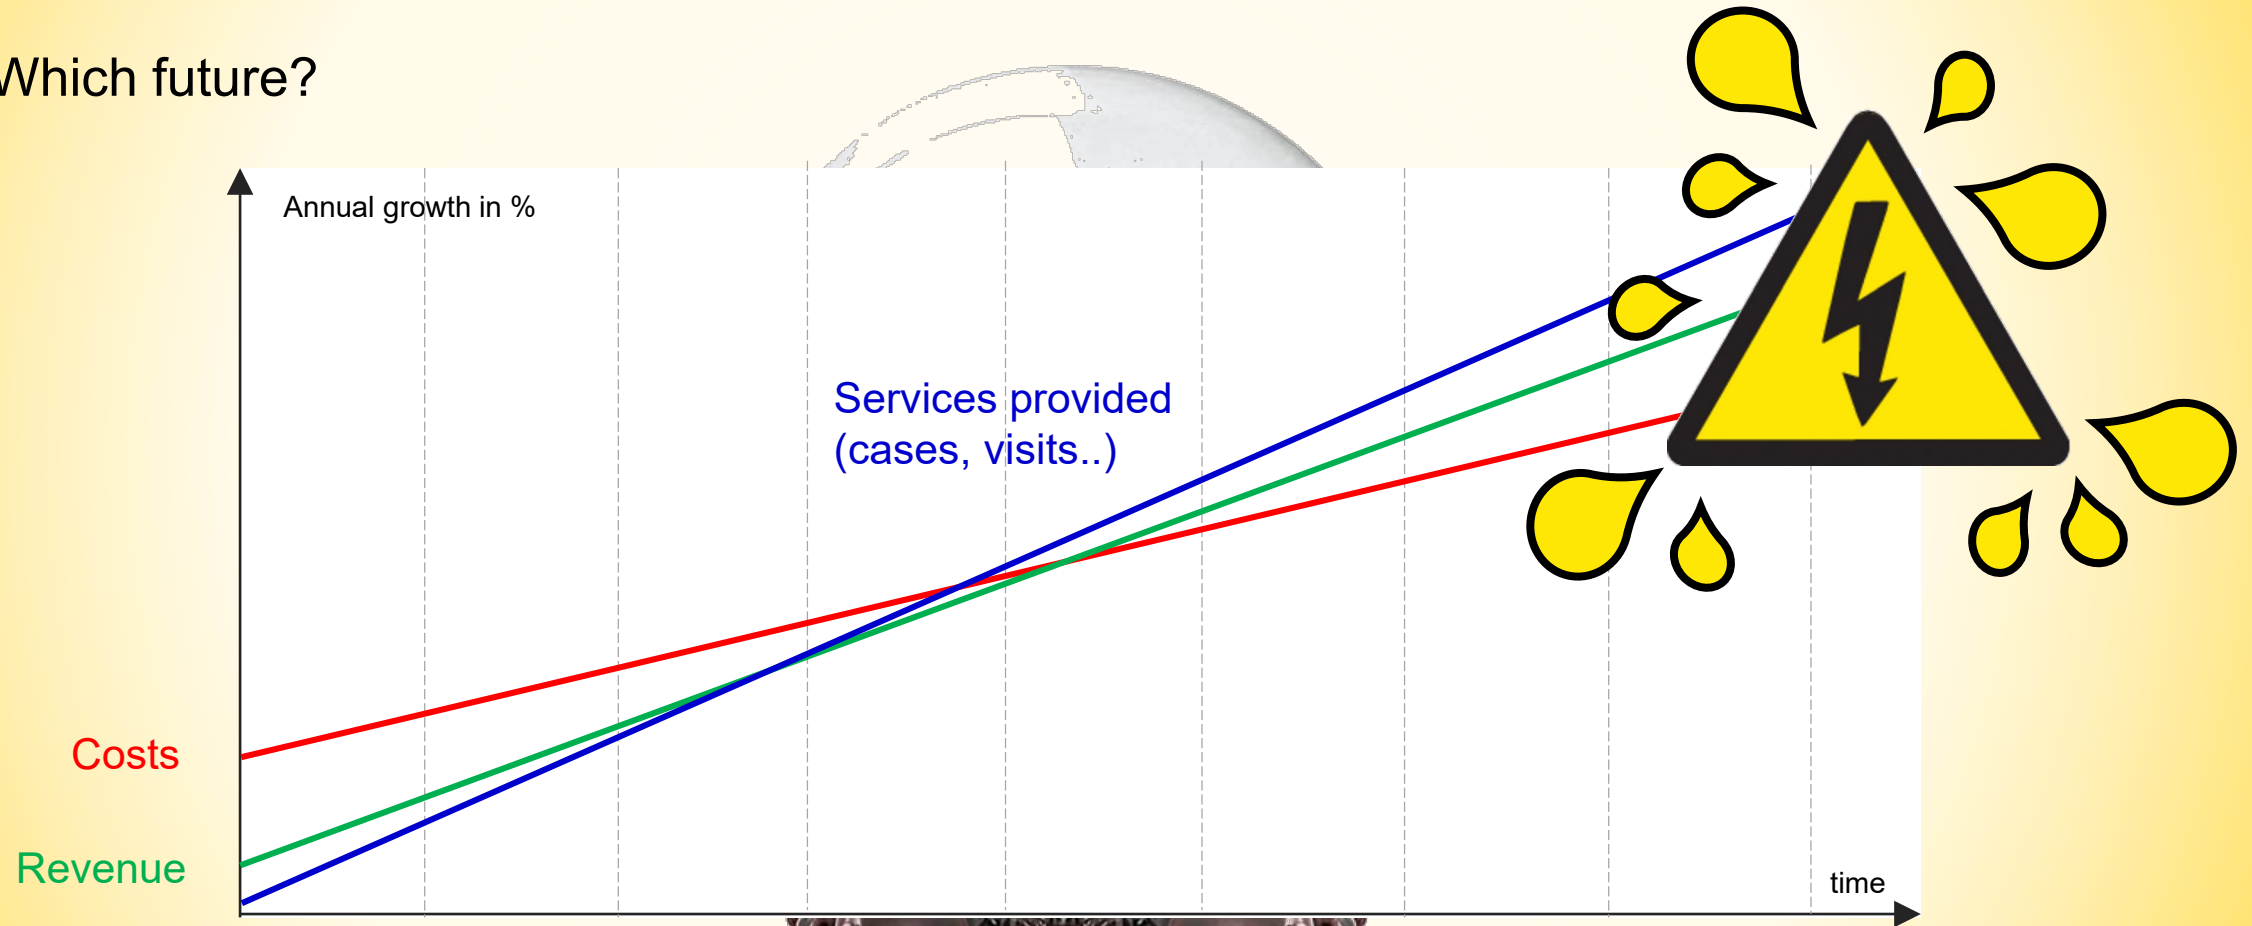 Which future?
Annual growth in %
Services provided
(cases, visits..)
Costs
Revenue
time